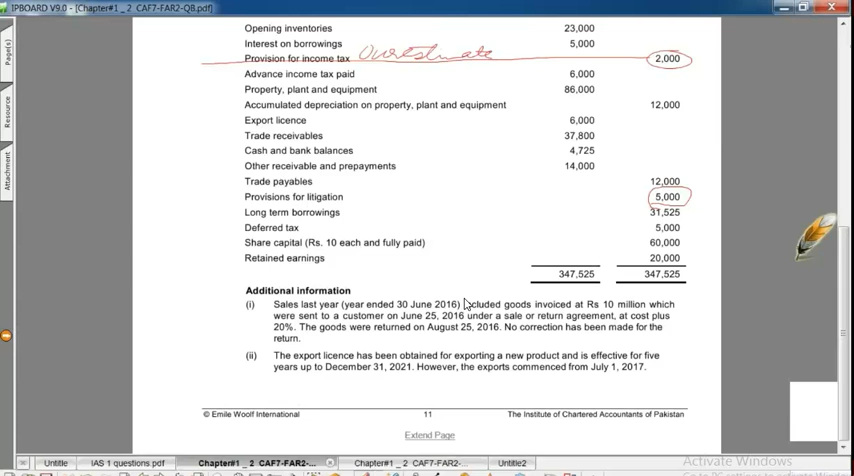 IPBOARD V9.0 - [Chapter#1 _ 2 CAF7-FAR2-QB.pdf]
Page(s)
Resource
Attachment
Opening inventories 23,000
Interest on borrowings 5,000
Provision for income tax Overestimate 2,000
Advance income tax paid 6,000
Property, plant and equipment 86,000
Accumulated depreciation on property, plant and equipment 12,000
Export licence 6,000
Trade receivables 37,800
Cash and bank balances 4,725
Other receivable and prepayments 14,000
Trade payables 12,000
Provisions for litigation 5,000
Long term borrowings 31,525
Deferred tax 5,000
Share capital (Rs. 10 each and fully paid) 60,000
Retained earnings 20,000
347,525 347,525
Additional information
(i) Sales last year (year ended 30 June 2016) included goods invoiced at Rs 10 million which
were sent to a customer on June 25, 2016 under a sale or return agreement, at cost plus
20%. The goods were returned on August 25, 2016. No correction has been made for the
return.
(ii) The export licence has been obtained for exporting a new product and is effective for five
years up to December 31, 2021. However, the exports commenced from July 1, 2017.
© Emile Woolf International 11 The Institute of Chartered Accountants of Pakistan
Extend Page
Activate Windows
Untitle IAS 1 questions.pdf Chapter#1 _ 2 CAF7-FAR2-... Chapter#1 _ 2 CAF7-FAR2-... Untitle2